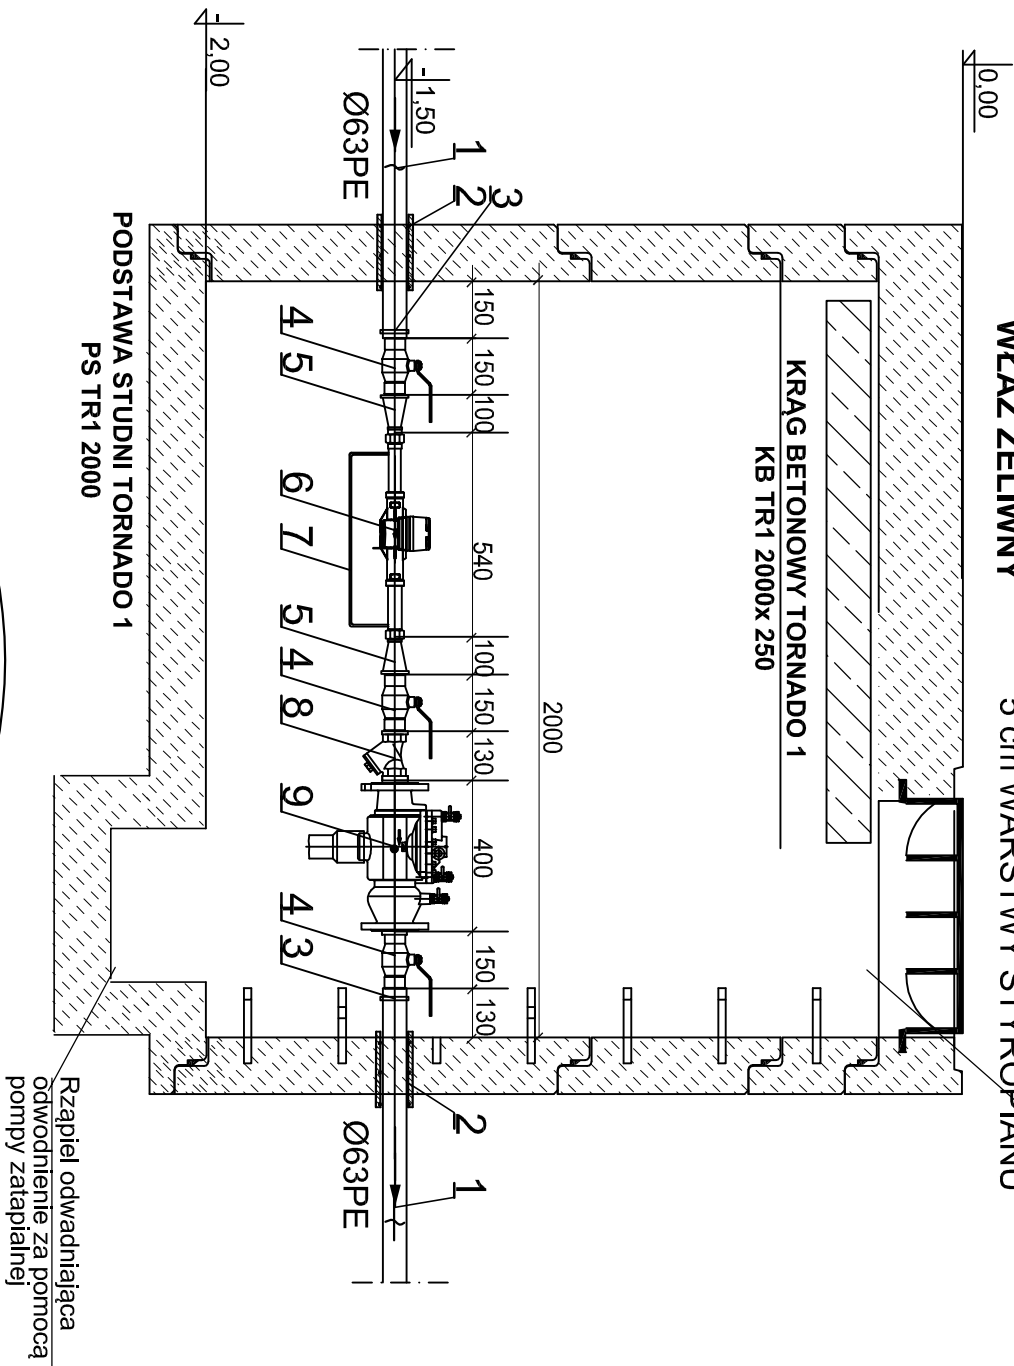 WŁAZ ŻELIWNY
5 cm WARSTWY STYROPIANU
0,00
KRĄG BETONOWY TORNADO 1
KB TR1 2000x 250
2000
150 150 100 540 100 150 130 400 150 130
3
1 2
2 1
- 1,50
Ø63PE
Ø63PE
4 5 6 7 5 4 8 9 4 3
- 2,00
PODSTAWA STUDNI TORNADO 1
PS TR1 2000
Rząpiel odwadniająca
odwodnienie za pomocą
pompy zatapialnej